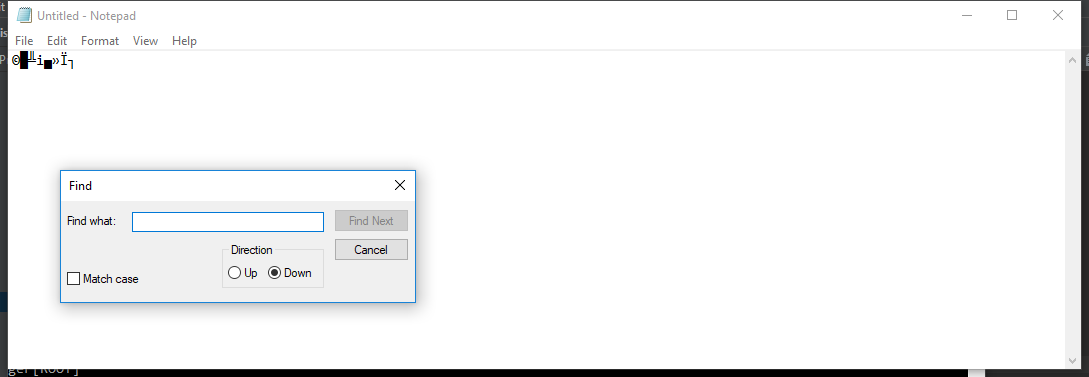 Untitled - Notepad
File Edit Format View Help
Find
Find what:
Find Next
Direction
Cancel
Up Down
Match case